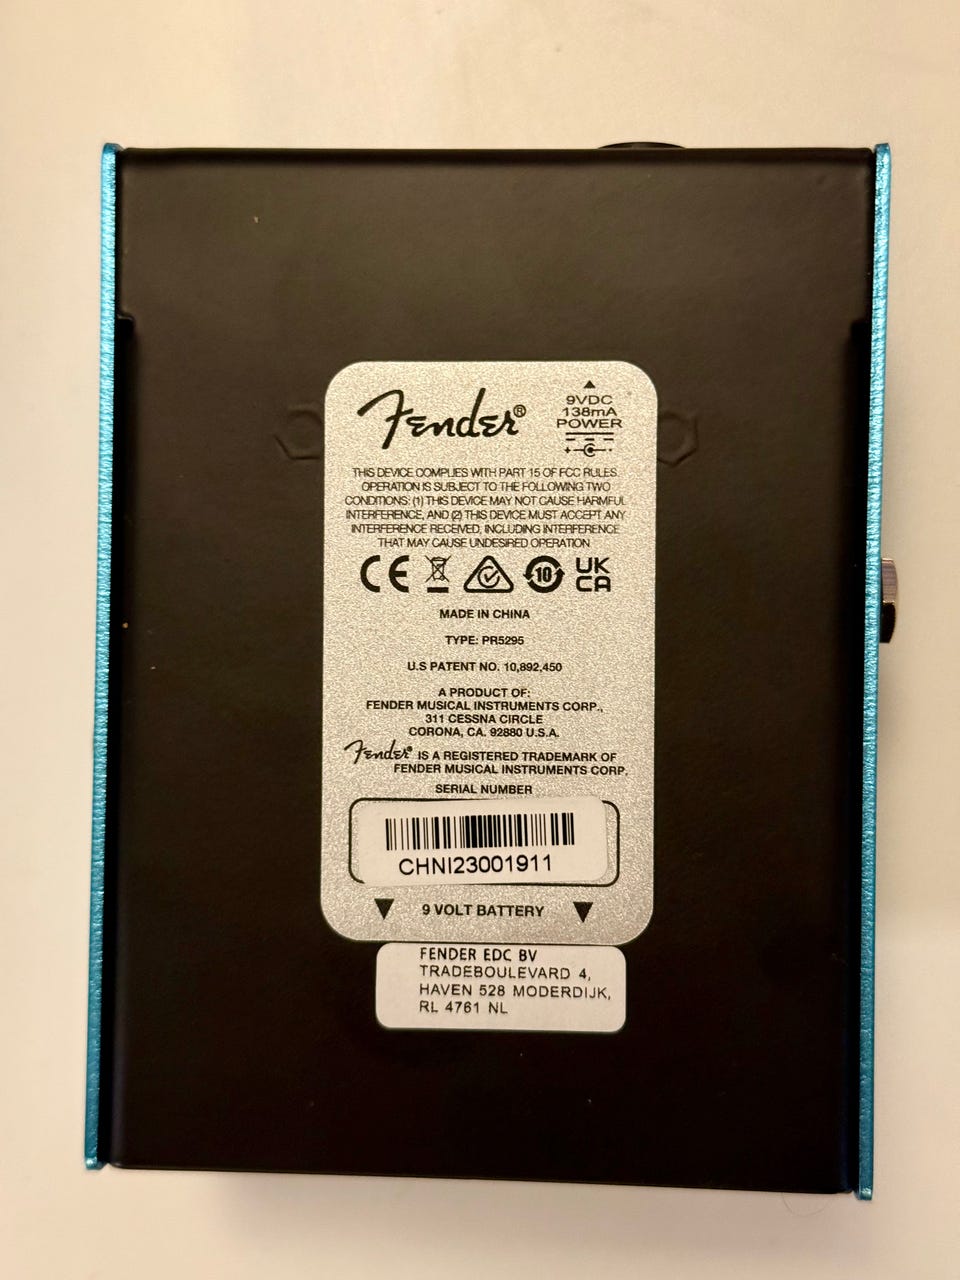 Fender®
9VDC
138mA
POWER
THIS DEVICE COMPLIES WITH PART 15 OF FCC RULES.
OPERATION IS SUBJECT TO THE FOLLOWING TWO
CONDITIONS: (1) THIS DEVICE MAY NOT CAUSE HARMFUL
INTERFERENCE, AND (2) THIS DEVICE MUST ACCEPT ANY
INTERFERENCE RECEIVED, INCLUDING INTERFERENCE
THAT MAY CAUSE UNDESIRED OPERATION
CE 10 UK
CA
MADE IN CHINA
TYPE: PR5295
U.S PATENT NO. 10,892,450
A PRODUCT OF:
FENDER MUSICAL INSTRUMENTS CORP.,
311 CESSNA CIRCLE
CORONA, CA. 92880 U.S.A.
Fender® IS A REGISTERED TRADEMARK OF
FENDER MUSICAL INSTRUMENTS CORP.
SERIAL NUMBER
CHNI23001911
9 VOLT BATTERY
FENDER EDC BV
TRADEBOULEVARD 4,
HAVEN 528 MODERDIJK,
RL 4761 NL